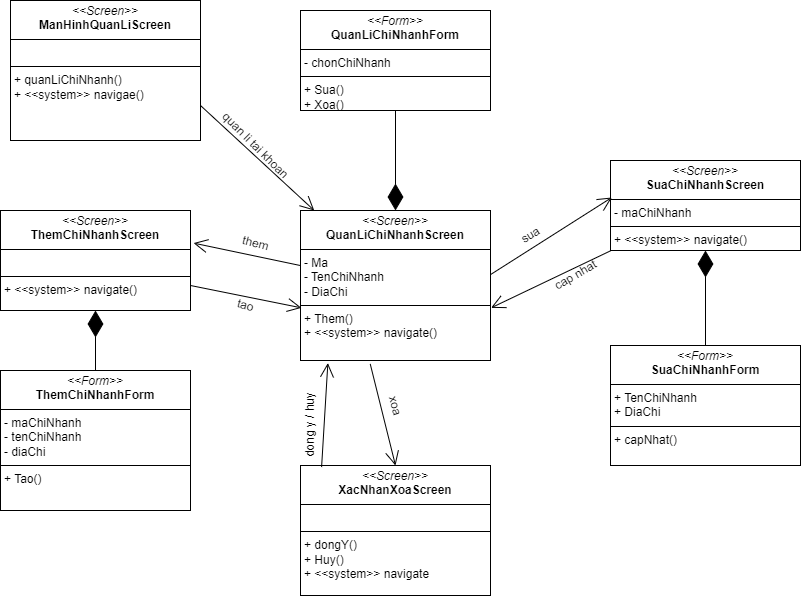 <<Screen>>
ManHinhQuanLiScreen
+ quanLiChiNhanh()
+ <<system>> navigae()
<<Form>>
QuanLiChiNhanhForm
- chonChiNhanh
+ Sua()
+ Xoa()
quan li tai khoan
<<Screen>>
SuaChiNhanhScreen
- maChiNhanh
+ <<system>> navigate()
<<Screen>>
ThemChiNhanhScreen
+ <<system>> navigate()
them
tao
<<Screen>>
QuanLiChiNhanhScreen
- Ma
- TenChiNhanh
- DiaChi
+ Them()
+ <<system>> navigate()
sua
cap nhat
<<Form>>
ThemChiNhanhForm
- maChiNhanh
- tenChiNhanh
- diaChi
+ Tao()
<<Form>>
SuaChiNhanhForm
+ TenChiNhanh
+ DiaChi
+ capNhat()
dong y / huy
xoa
<<Screen>>
XacNhanXoaScreen
+ dongY()
+ Huy()
+ <<system>> navigate